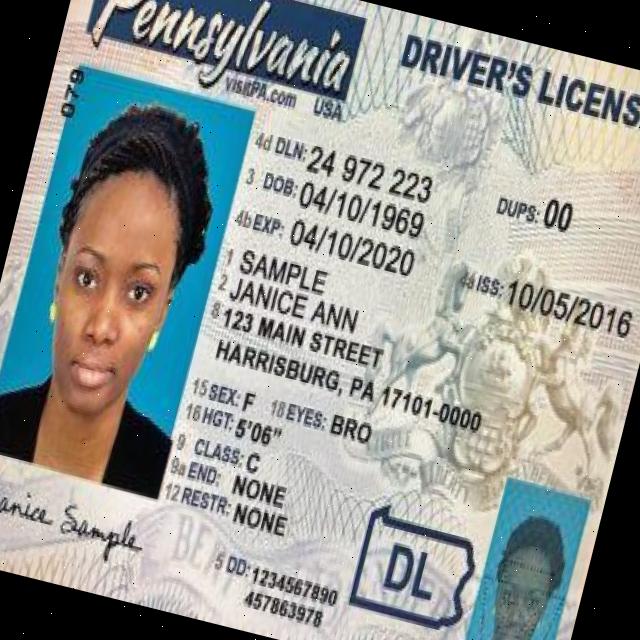 Pennsylvania
visitPA.com USA
DRIVER'S LICENS
079
4d DLN: 24 972 223
DUPS: 00
3 DOB: 04/10/1969
4b EXP: 04/10/2020
4a ISS: 10/05/2016
1 SAMPLE
2 JANICE ANN
8 123 MAIN STREET
HARRISBURG, PA 17101-0000
15 SEX: F 18 EYES: BRO
16 HGT: 5'06"
9 CLASS: C
9a END: NONE
12 RESTR: NONE
anice Sample
5 DD: 1234567890
457863978
DL